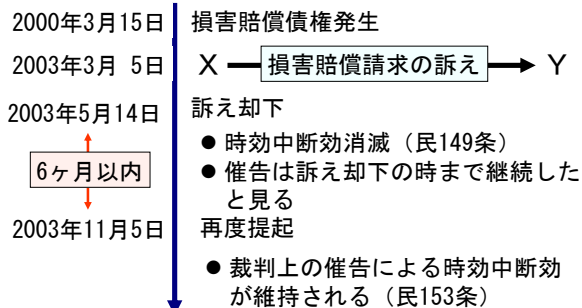 2000年3月15日 損害賠償債権発生
2003年3月 5日 X 損害賠償請求の訴え Y
2003年5月14日 訴え却下
● 時効中断効消滅（民149条）
6ヶ月以内
● 催告は訴え却下の時まで継続した
と見る
2003年11月5日 再度提起
● 裁判上の催告による時効中断効
が維持される（民153条）